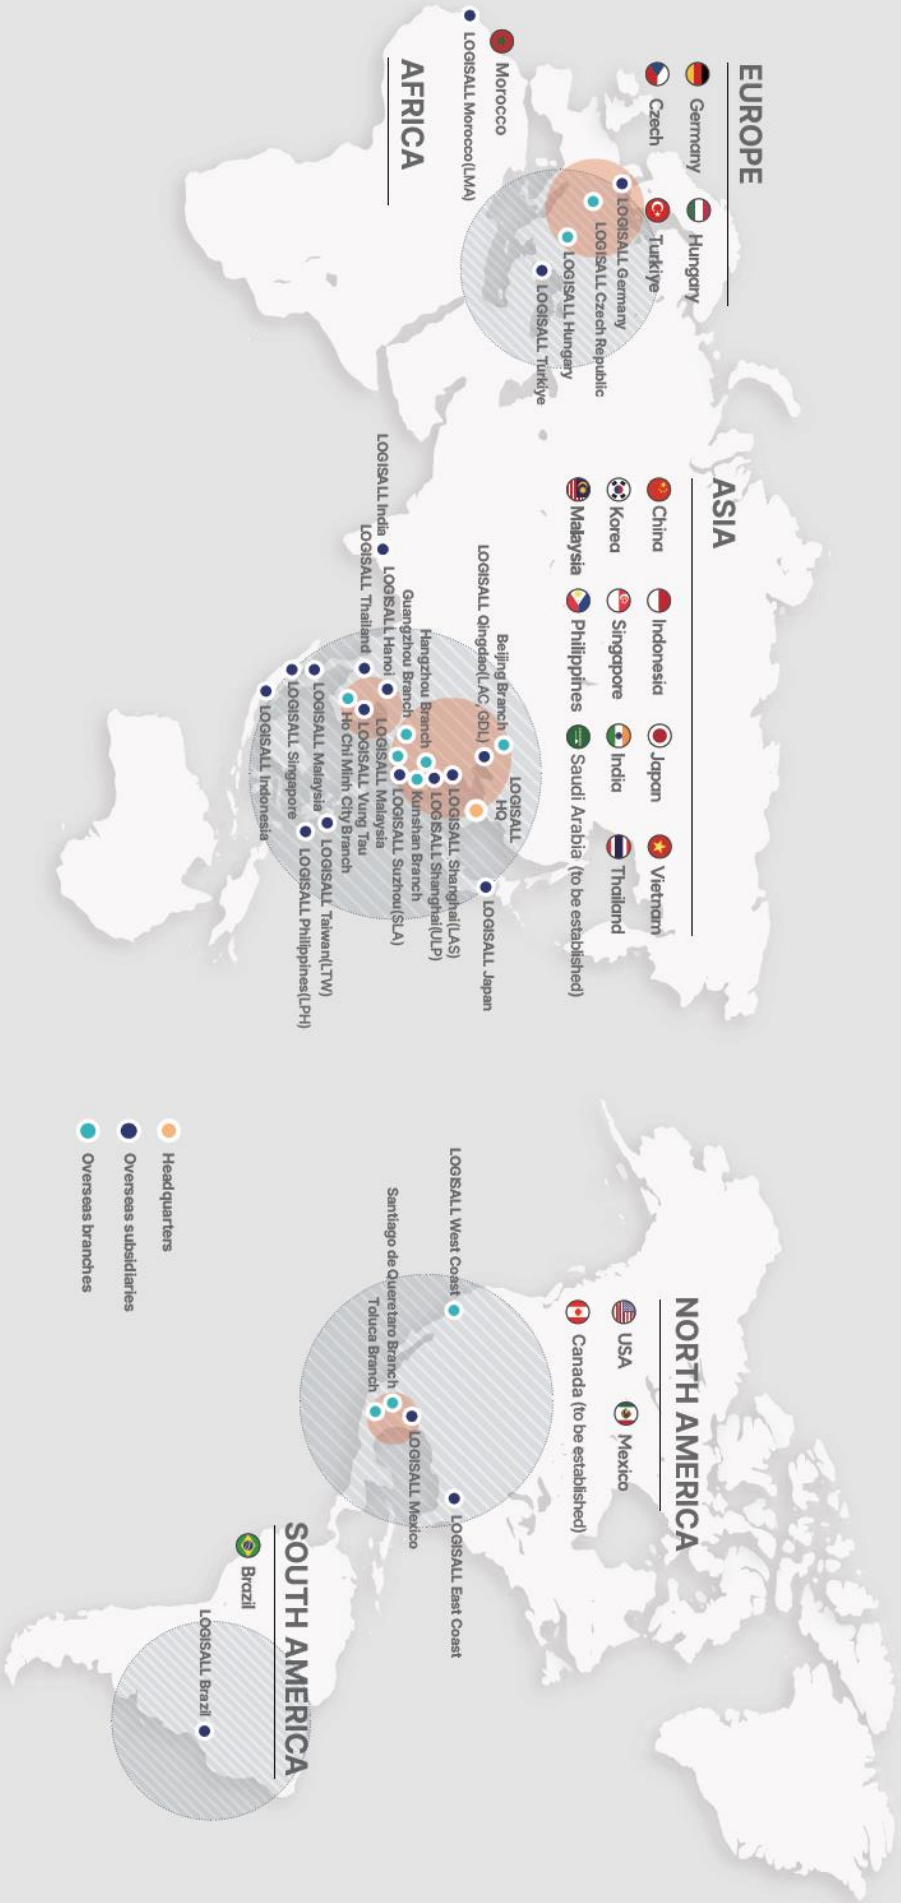 EUROPE
Germany
Hungary
Czech
Turkiye
LOGISALL Germany
LOGISALL Czech Republic
LOGISALL Hungary
LOGISALL Turkiye
Morocco
LOGISALL Morocco(LMA)
AFRICA
ASIA
China
Indonesia
Japan
Vietnam
Korea
Singapore
India
Thailand
Malaysia
Philippines
Saudi Arabia (to be established)
Beijing Branch
LOGISALL
HQ
LOGISALL Qingdao(LAC, GDL)
LOGISALL Japan
LOGISALL Shanghai(LAS)
LOGISALL Shanghai(ULP)
Hangzhou Branch
Kunshan Branch
Guangzhou Branch
LOGISALL Suzhou(SLA)
LOGISALL Hanoi
LOGISALL Malaysia
LOGISALL India
LOGISALL Thailand
LOGISALL Vung Tau
Ho Chi Minh City Branch
LOGISALL Taiwan(LTW)
LOGISALL Malaysia
LOGISALL Philippines(LPH)
LOGISALL Singapore
LOGISALL Indonesia
NORTH AMERICA
USA
Mexico
Canada (to be established)
LOGISALL West Coast
LOGISALL East Coast
LOGISALL Mexico
Santiago de Queretaro Branch
Toluca Branch
SOUTH AMERICA
Brazil
LOGISALL Brazil
Headquarters
Overseas subsidiaries
Overseas branches